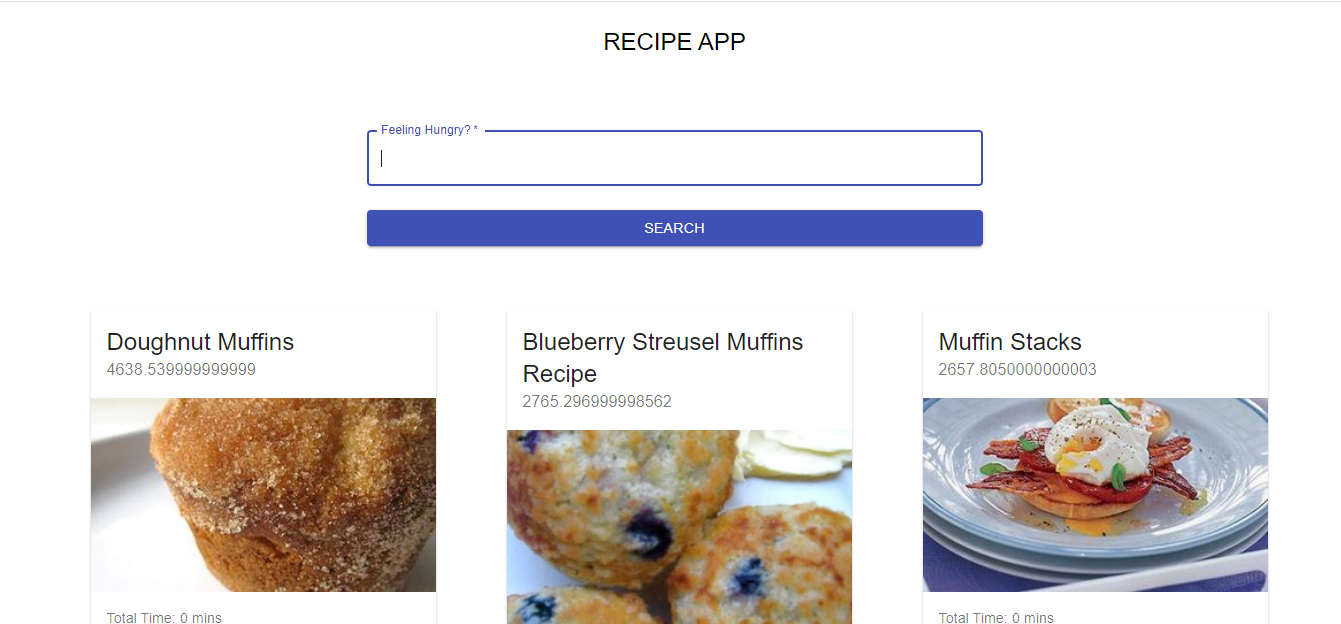 RECIPE APP
Feeling Hungry? *
SEARCH
Doughnut Muffins
4638.539999999999
Blueberry Streusel Muffins
Recipe
2765.296999998562
Muffin Stacks
2657.8050000000003
Total Time: 0 mins
Total Time: 0 mins